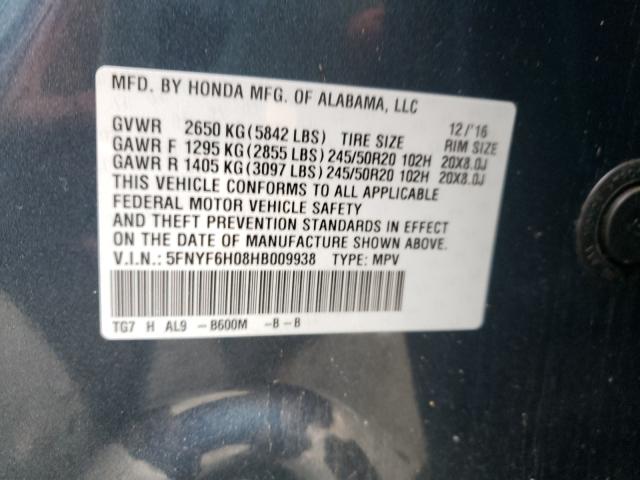 MFD. BY HONDA MFG. OF ALABAMA, LLC
12/'16
GVWR 2650 KG(5842 LBS) TIRE SIZE RIM SIZE
GAWR F 1295 KG(2855 LBS) 245/50R20 102H 20X8.0J
GAWR R 1405 KG(3097 LBS) 245/50R20 102H 20X8.0J
THIS VEHICLE CONFORMS TO ALL APPLICABLE
FEDERAL MOTOR VEHICLE SAFETY
AND THEFT PREVENTION STANDARDS IN EFFECT
ON THE DATE OF MANUFACTURE SHOWN ABOVE.
V.I.N.: 5FNYF6H08HB009938 TYPE: MPV
TG7 H AL9 -B600M -B-B